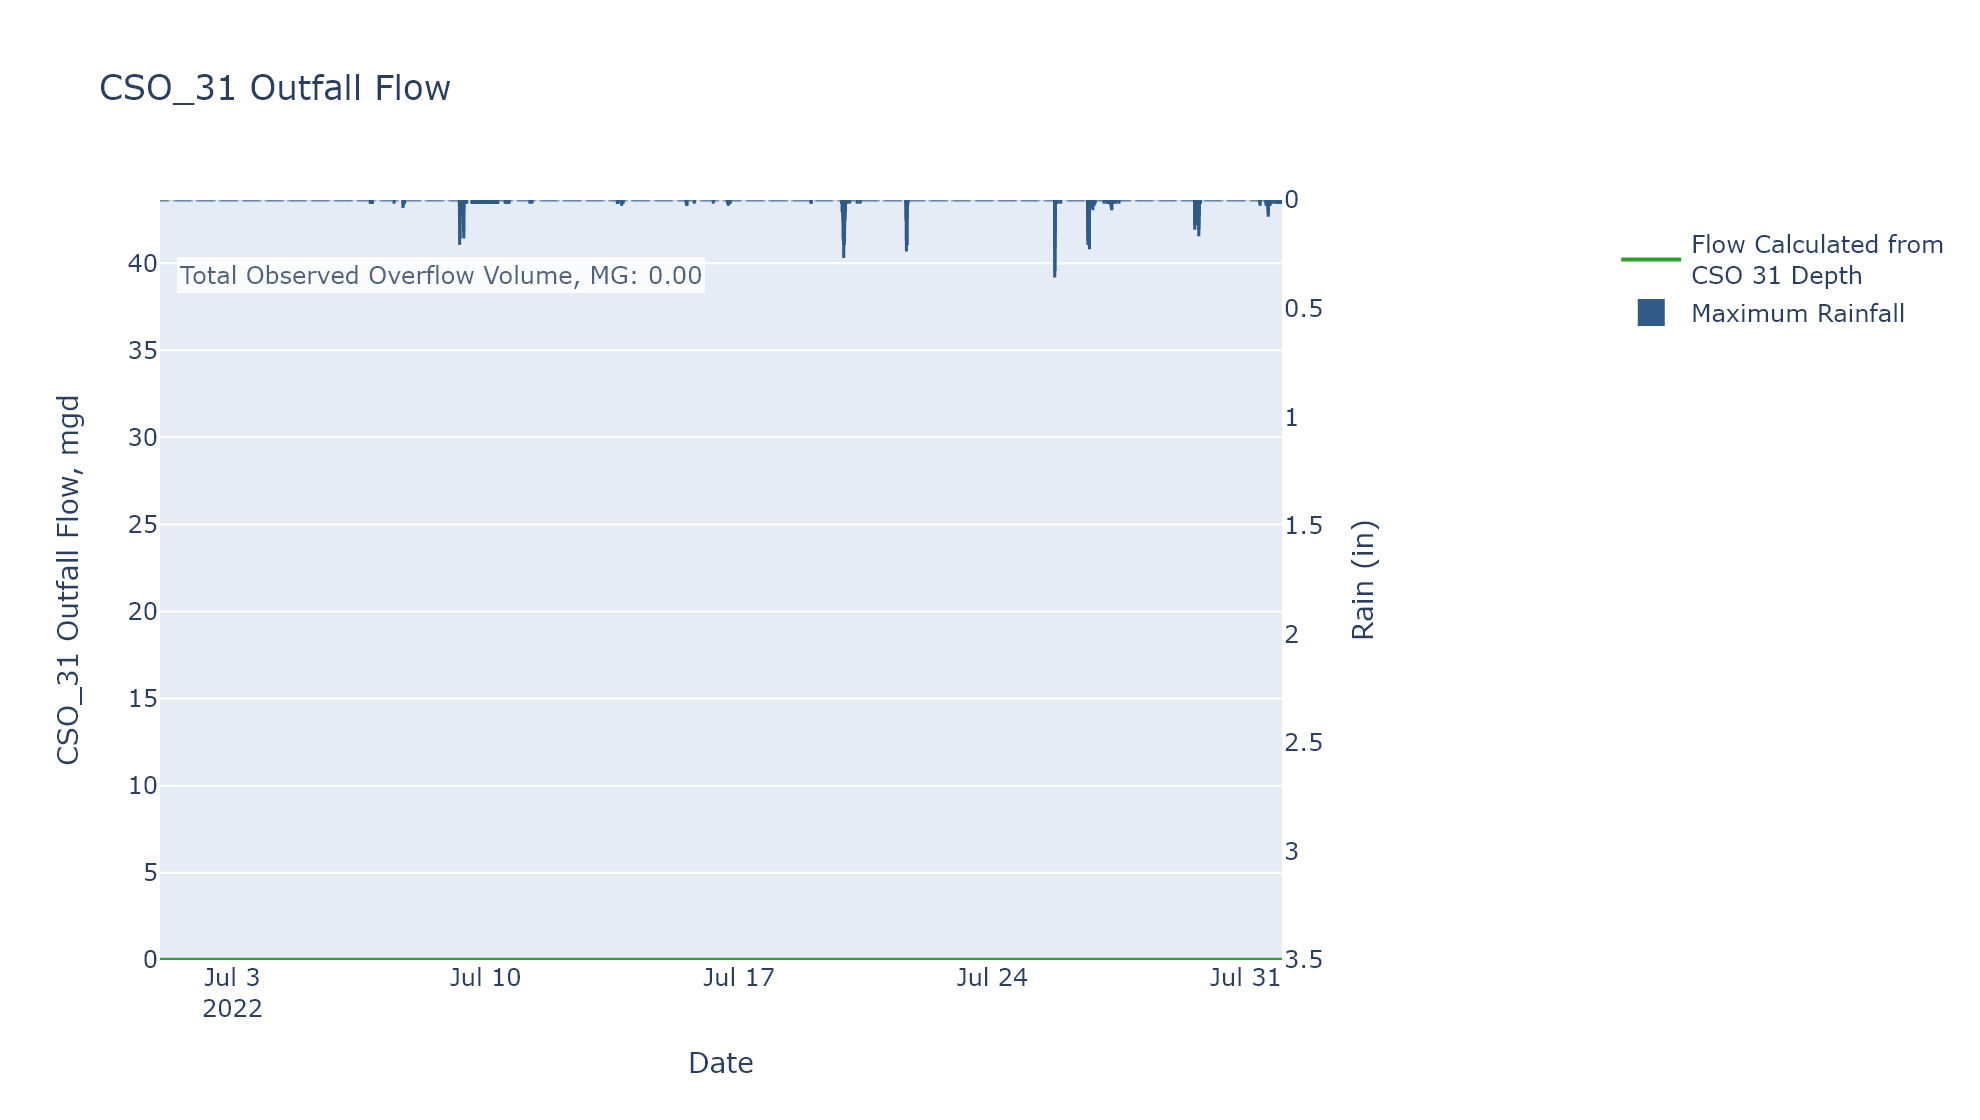 CSO_31 Outfall Flow
Total Observed Overflow Volume, MG: 0.00
CSO_31 Outfall Flow, mgd
40
35
30
25
20
15
10
5
0
0
0.5
1
1.5
2
2.5
3
3.5
Rain (in)
Jul 3
2022
Jul 10
Jul 17
Jul 24
Jul 31
Date
Flow Calculated from
CSO 31 Depth
Maximum Rainfall